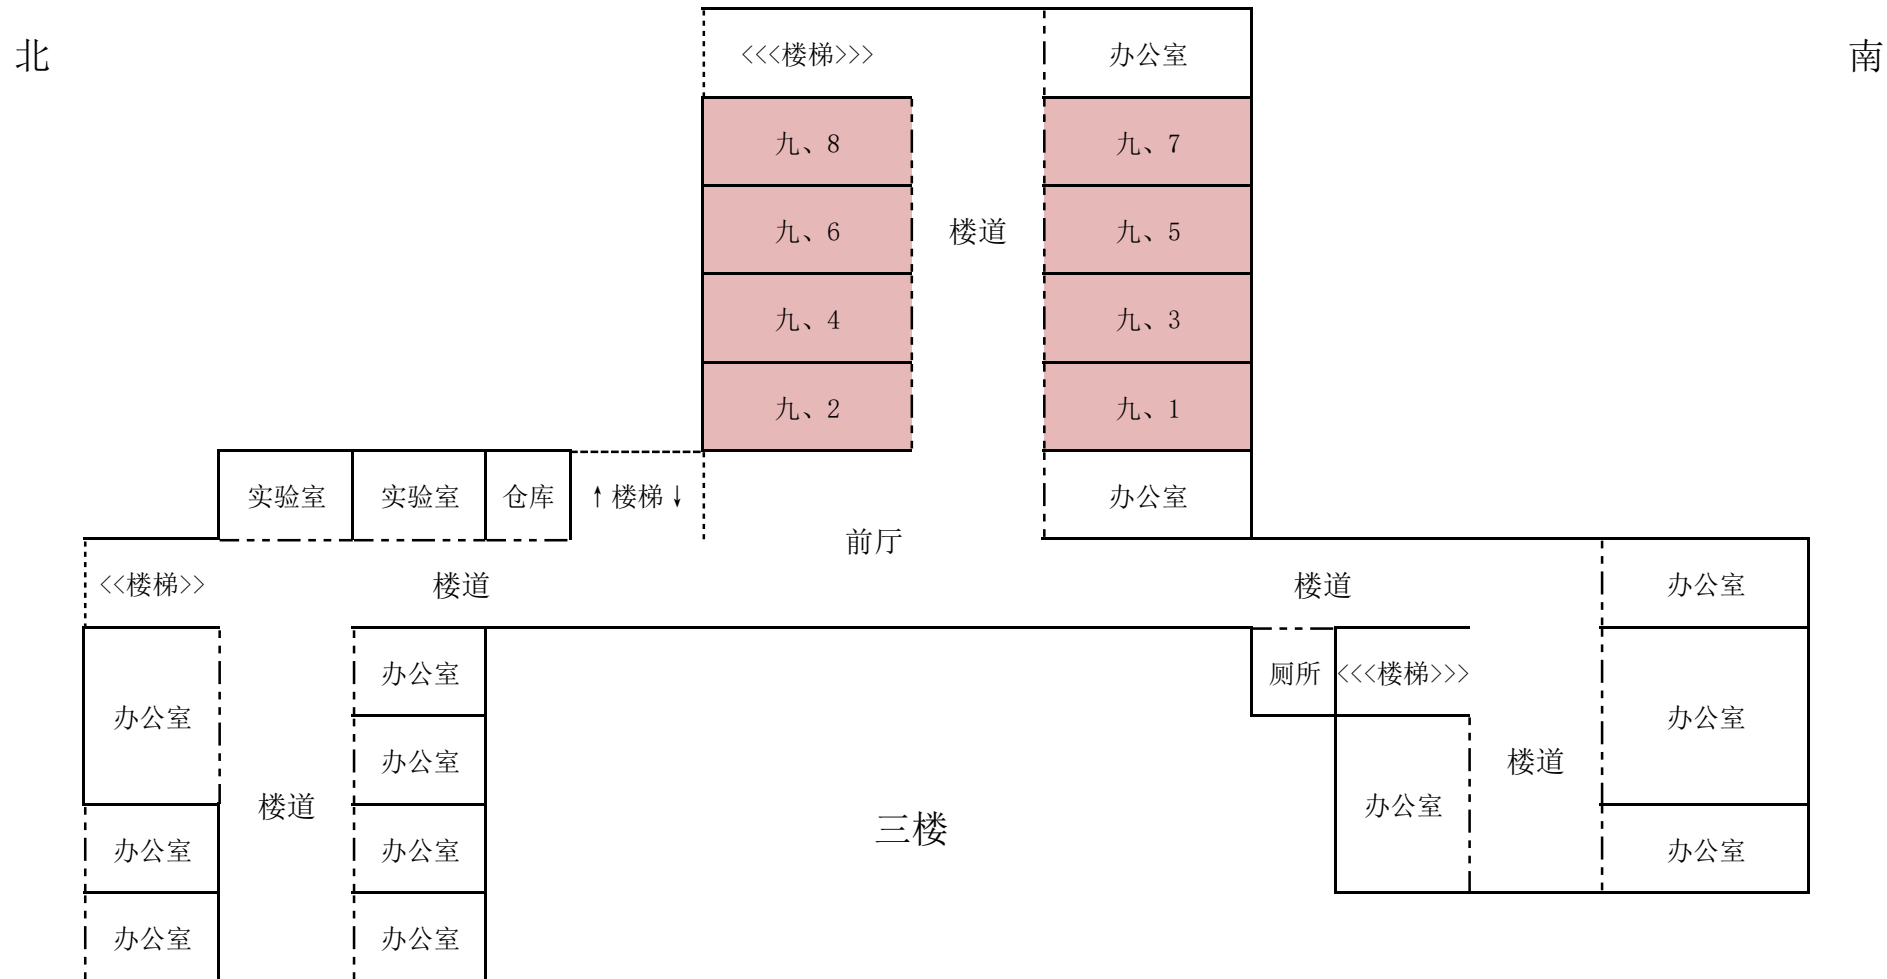 北
<<<楼梯>>>
办公室
南
九、8
九、7
九、6
楼道
九、5
九、4
九、3
九、2
九、1
实验室
实验室
仓库
↑楼梯↓
办公室
前厅
<<楼梯>>
楼道
楼道
办公室
办公室
厕所
<<<楼梯>>>
办公室
办公室
办公室
楼道
楼道
办公室
三楼
办公室
办公室
办公室
办公室
办公室